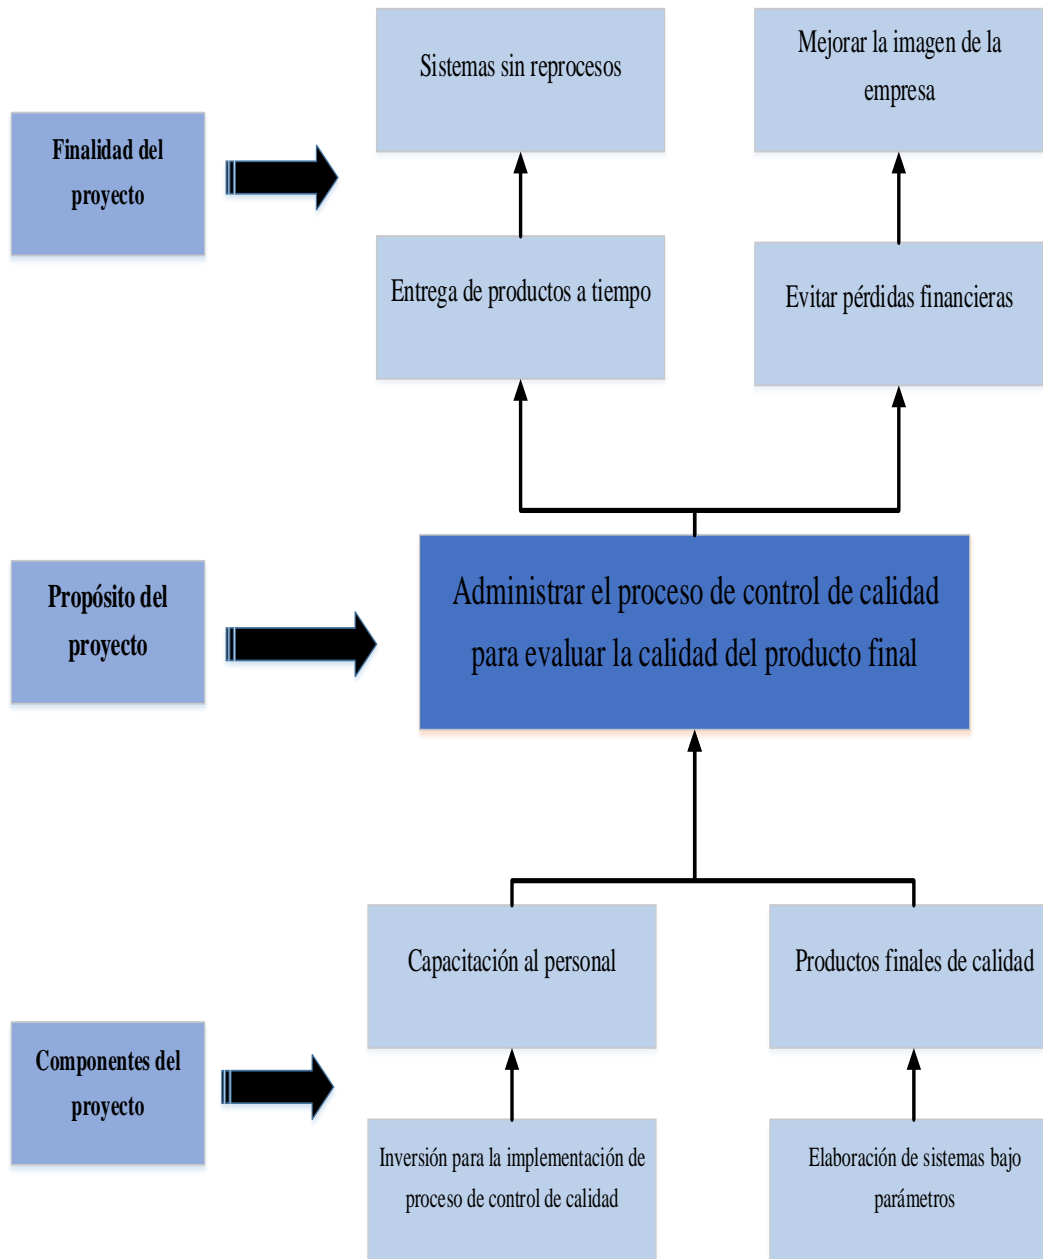 Sistemas sin reprocesos
Mejorar la imagen de la
empresa
Finalidad del
proyecto
Entrega de productos a tiempo
Evitar pérdidas financieras
Propósito del
proyecto
Administrar el proceso de control de calidad
para evaluar la calidad del producto final
Capacitación al personal
Productos finales de calidad
Componentes del
proyecto
Inversión para la implementación de
proceso de control de calidad
Elaboración de sistemas bajo
parámetros